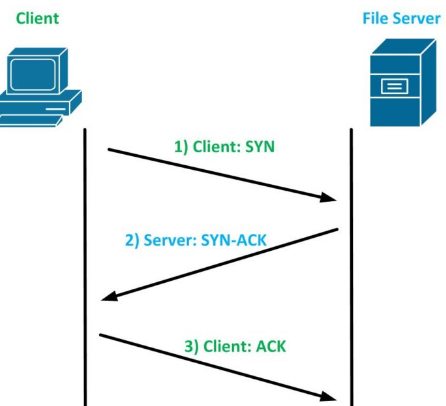 Client
File Server
1) Client: SYN
2) Server: SYN-ACK
3) Client: ACK